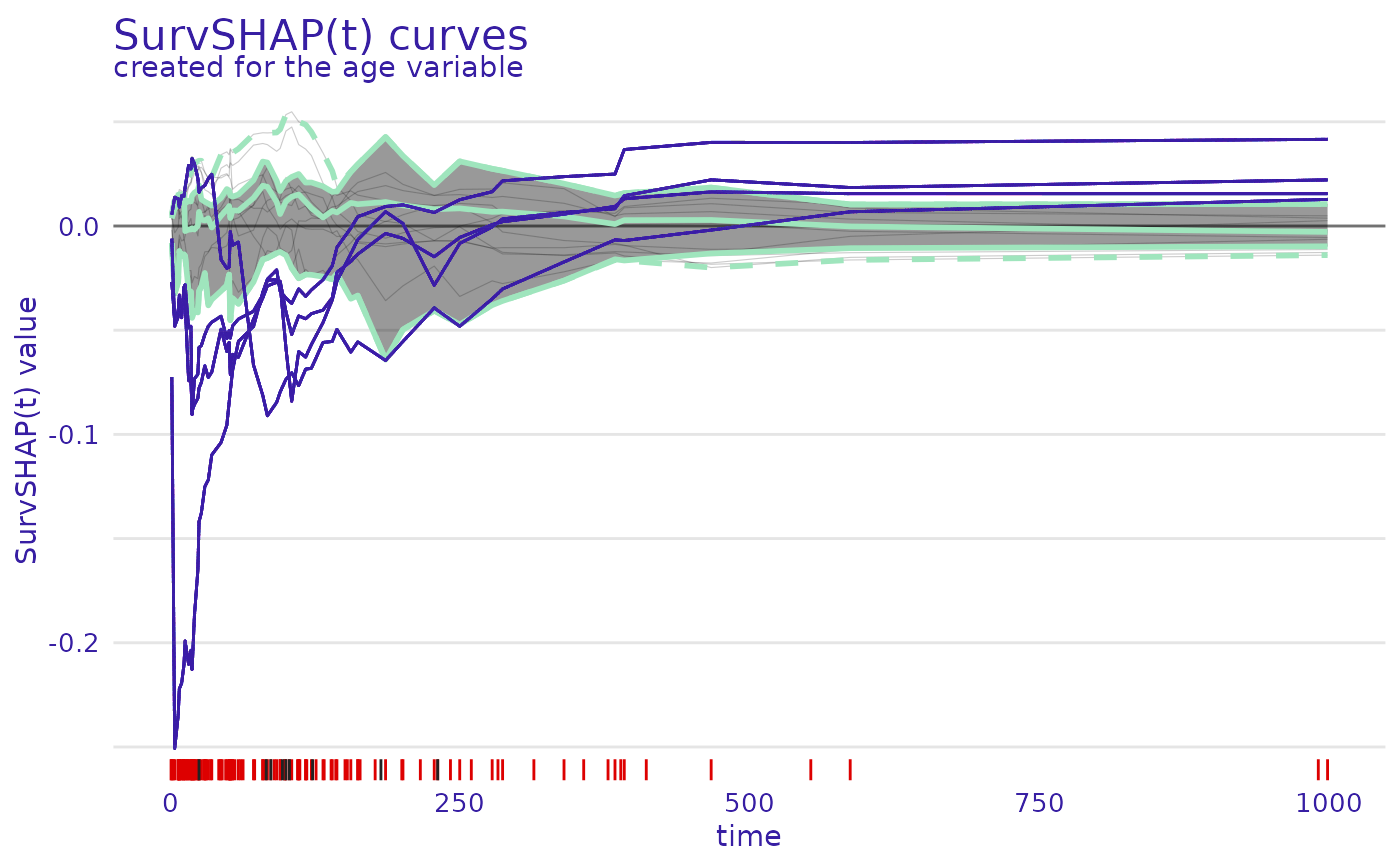 SurvSHAP(t) curves
created for the age variable
SurvSHAP(t) value
0.0
-0.1
-0.2
0 250 500 750 1000
time